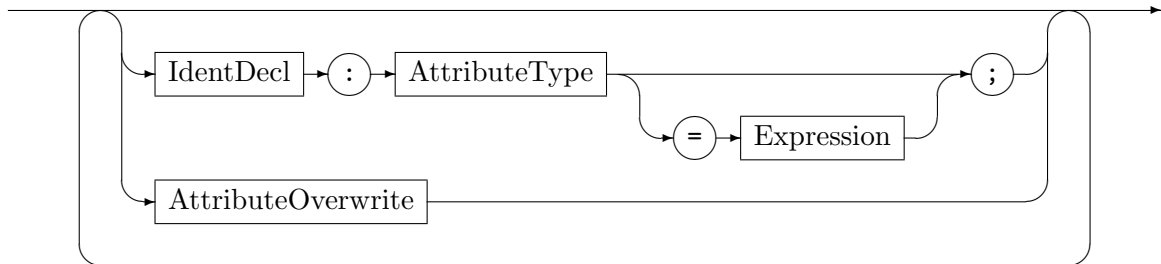 IdentDecl : AttributeType ;
= Expression
AttributeOverwrite